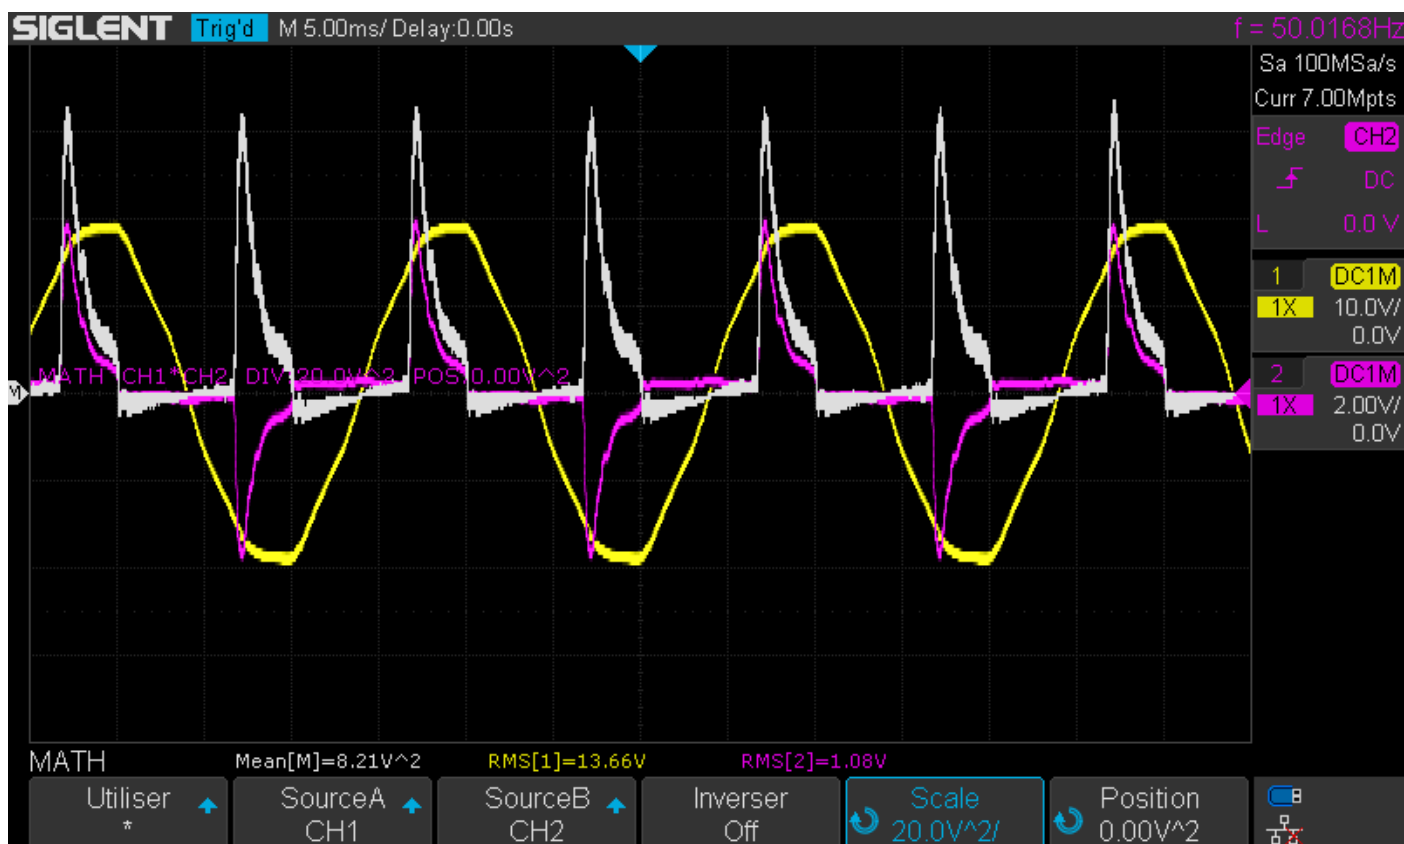 SIGLENT Trig'd M 5.00ms/ Delay:0.00s f = 50.0168Hz
Sa 100MSa/s
Curr 7.00Mpts
Edge CH2
DC
L 0.0 V
1 DC1M
1X 10.0V/
0.0V
2 DC1M
1X 2.00V/
0.0V
M
MATH CH1*CH2 DIV:20.0V^2 POS:0.00V^2
MATH Mean[M]=8.21V^2 RMS[1]=13.66V RMS[2]=1.08V
Utiliser SourceA SourceB Inverser Scale Position
* CH1 CH2 Off 20.0V^2/ 0.00V^2